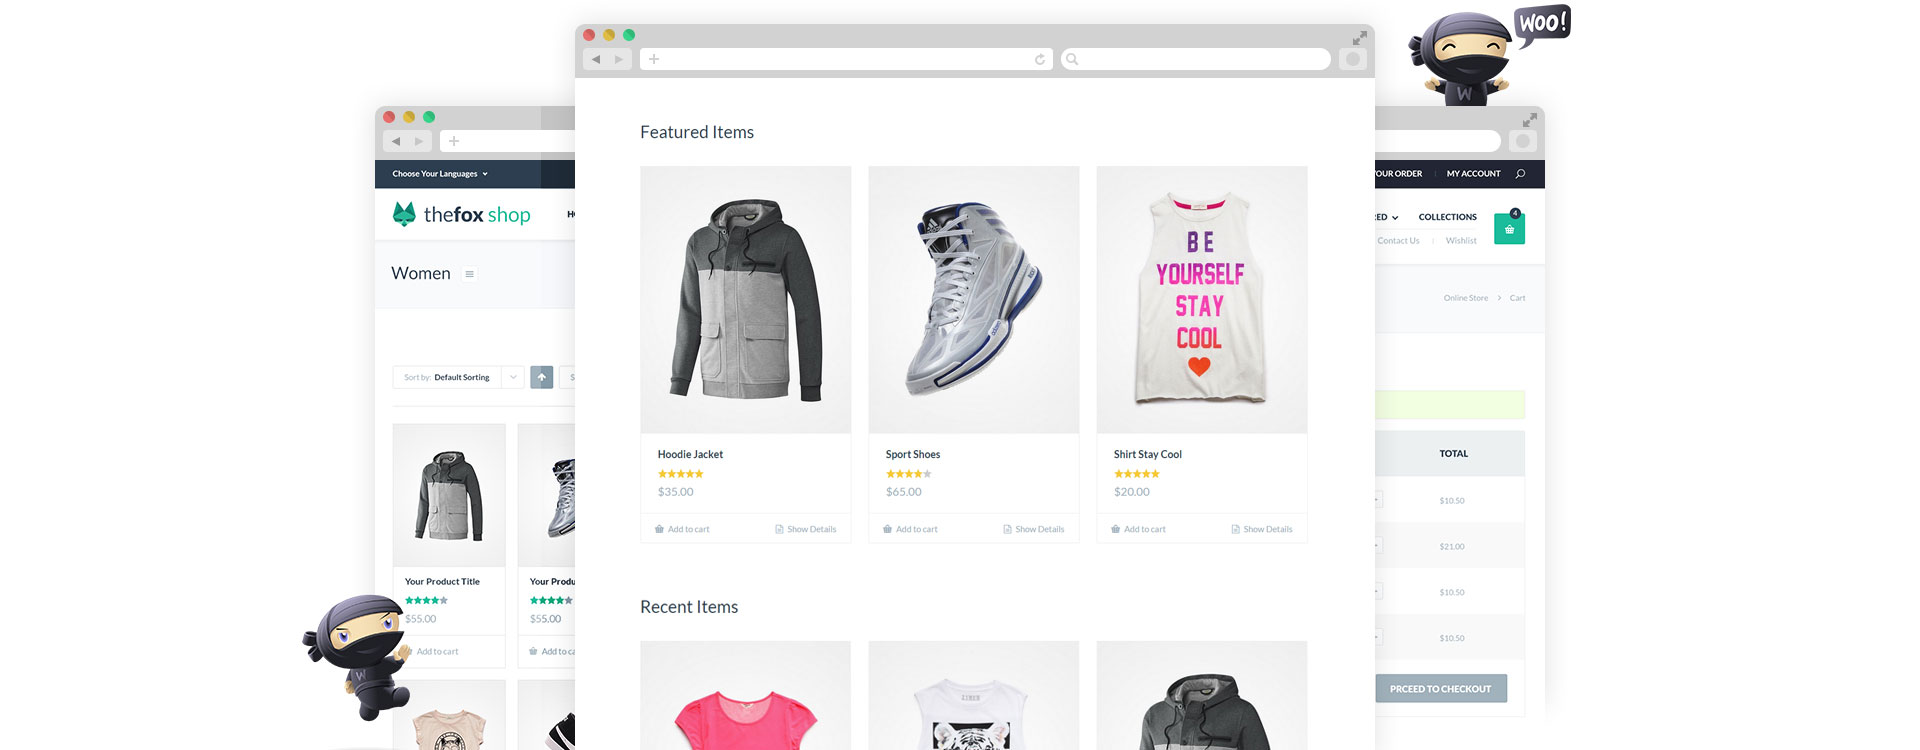 WOO!
W
Choose Your Languages
thefox shop
Women
Sort by: Default Sorting
Your Product Title
$55.00
Add to cart
$55.00
Add to
W
Featured Items
adidas
BE
YOURSELF
STAY
COOL
Hoodie Jacket
$35.00
Add to cart
Show Details
Sport Shoes
$65.00
Add to cart
Show Details
Shirt Stay Cool
$20.00
Add to cart
Show Details
Recent Items
YOUR ORDER
MY ACCOUNT
COLLECTIONS
4
Contact Us
Wishlist
Online Store > Cart
TOTAL
$10.50
$21.00
$10.50
$10.50
PRCEED TO CHECKOUT